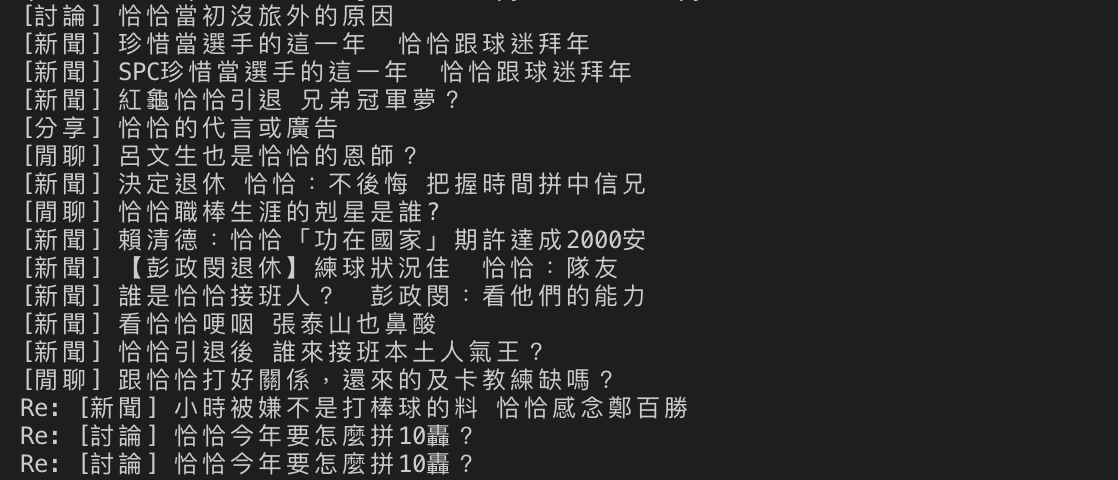 [討論] 恰恰當初沒旅外的原因
[新聞] 珍惜當選手的這一年　恰恰跟球迷拜年
[新聞] SPC珍惜當選手的這一年　恰恰跟球迷拜年
[新聞] 紅龜恰恰引退 兄弟冠軍夢？
[分享] 恰恰的代言或廣告
[閒聊] 呂文生也是恰恰的恩師？
[新聞] 決定退休 恰恰：不後悔 把握時間拼中信兄
[閒聊] 恰恰職棒生涯的剋星是誰?
[新聞] 賴清德：恰恰「功在國家」期許達成2000安
[新聞] 【彭政閔退休】練球狀況佳　恰恰：隊友
[新聞] 誰是恰恰接班人？　彭政閔：看他們的能力
[新聞] 看恰恰哽咽 張泰山也鼻酸
[新聞] 恰恰引退後 誰來接班本土人氣王？
[閒聊] 跟恰恰打好關係，還來的及卡教練缺嗎？
Re: [新聞] 小時被嫌不是打棒球的料 恰恰感念鄭百勝
Re: [討論] 恰恰今年要怎麼拼10轟？
Re: [討論] 恰恰今年要怎麼拼10轟？